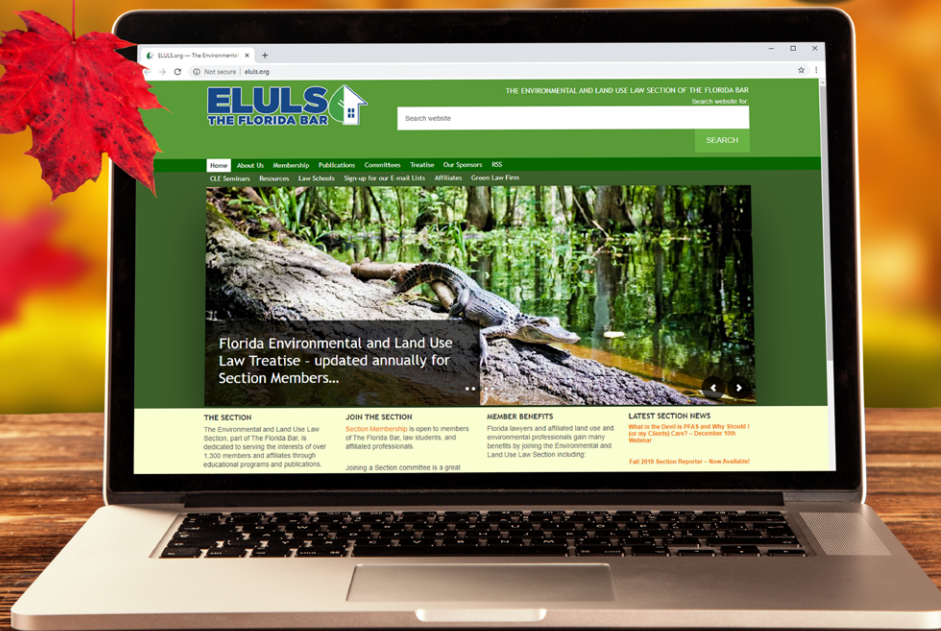 ELULS.org — The Environmental
Not secure | eluls.org
ELULS
THE FLORIDA BAR
THE ENVIRONMENTAL AND LAND USE LAW SECTION OF THE FLORIDA BAR
Search website for:
Search website
SEARCH
Home About Us Membership Publications Committees Treatise Our Sponsors RSS
CLE Seminars Resources Law Schools Sign up for our E-mail Lists Affiliates Green Law Firm
Florida Environmental and Land Use
Law Treatise - updated annually for
Section Members...
THE SECTION
The Environmental and Land Use Law
Section, part of The Florida Bar, is
dedicated to serving the interests of over
1,300 members and affiliates through
educational programs and publications.
JOIN THE SECTION
Section Membership is open to members
of The Florida Bar, law students, and
affiliated professionals.
Joining a Section committee is a great
MEMBER BENEFITS
Florida lawyers and affiliated land use and
environmental professionals gain many
benefits by joining the Environmental and
Land Use Law Section including:
LATEST SECTION NEWS
What in the Devil is PFAS and Why Should I
(or my Clients) Care? – December 10th
Webinar
Fall 2019 Section Reporter – Now Available!